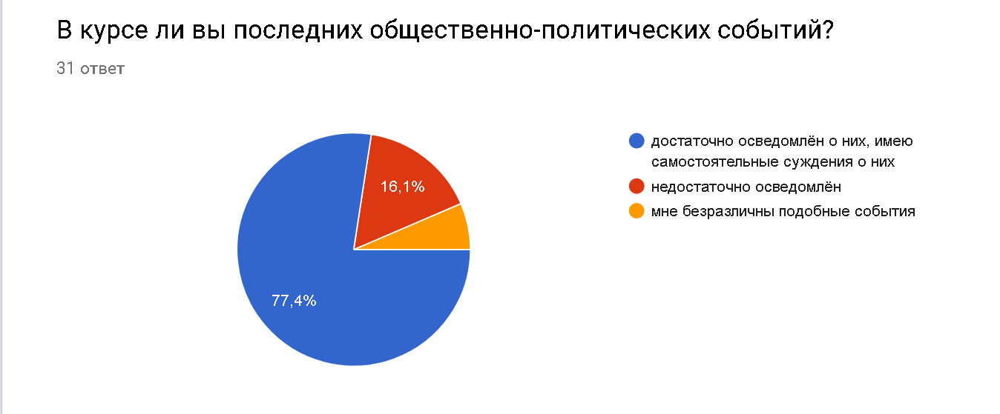 В курсе ли вы последних общественно-политических событий?
31 ответ
достаточно осведомлён о них, имею
самостоятельные суждения о них
недостаточно осведомлён
мне безразличны подобные события
16,1%
77,4%